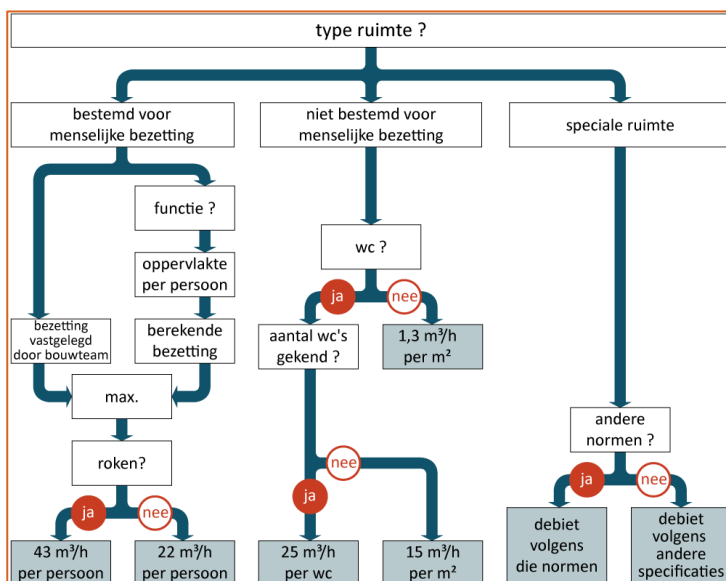 type ruimte ?
bestemd voor
menselijke bezetting
niet bestemd voor
menselijke bezetting
speciale ruimte
functie ?
wc ?
oppervlakte
per persoon
ja
nee
bezetting
vastgelegd
door bouwteam
berekende
bezetting
aantal wc's
gekend ?
1,3 m³/h
per m²
max.
andere
normen ?
roken?
nee
ja
nee
ja
nee
ja
43 m³/h
per persoon
22 m³/h
per persoon
25 m³/h
per wc
15 m³/h
per m²
debiet
volgens
die normen
debiet
volgens
andere
specificaties